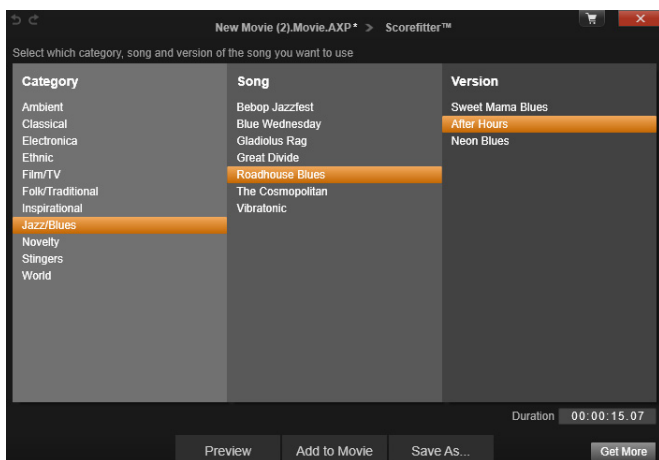 New Movie (2).Movie.AXP* > Scorefitter™
Select which category, song and version of the song you want to use
Category
Ambient
Classical
Electronica
Ethnic
Film/TV
Folk/Traditional
Inspirational
Jazz/Blues
Novelty
Stingers
World
Song
Bebop Jazzfest
Blue Wednesday
Gladiolus Rag
Great Divide
Roadhouse Blues
The Cosmopolitan
Vibratonic
Version
Sweet Mama Blues
After Hours
Neon Blues
Duration 00:00:15.07
Preview Add to Movie Save As... Get More